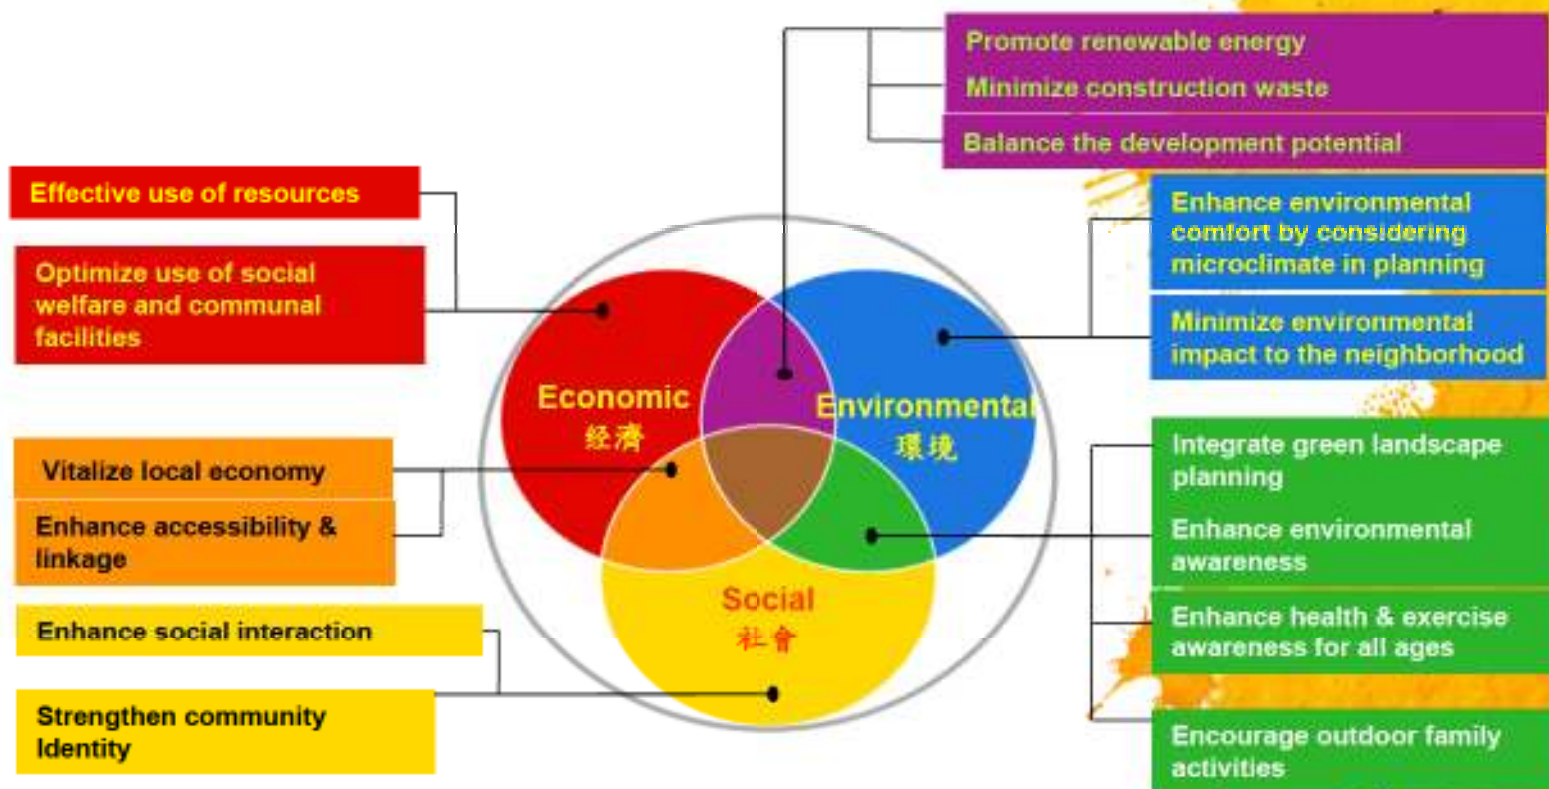 Promote renewable energy
Minimize construction waste
Balance the development potential
Effective use of resources
Optimize use of social
welfare and communal
facilities
Enhance environmental
comfort by considering
microclimate in planning
Minimize environmental
impact to the neighborhood
Economic
经濟
Environmental
環境
Social
社會
Vitalize local economy
Enhance accessibility &
linkage
Enhance social interaction
Strengthen community
Identity
Integrate green landscape
planning
Enhance environmental
awareness
Enhance health & exercise
awareness for all ages
Encourage outdoor family
activities